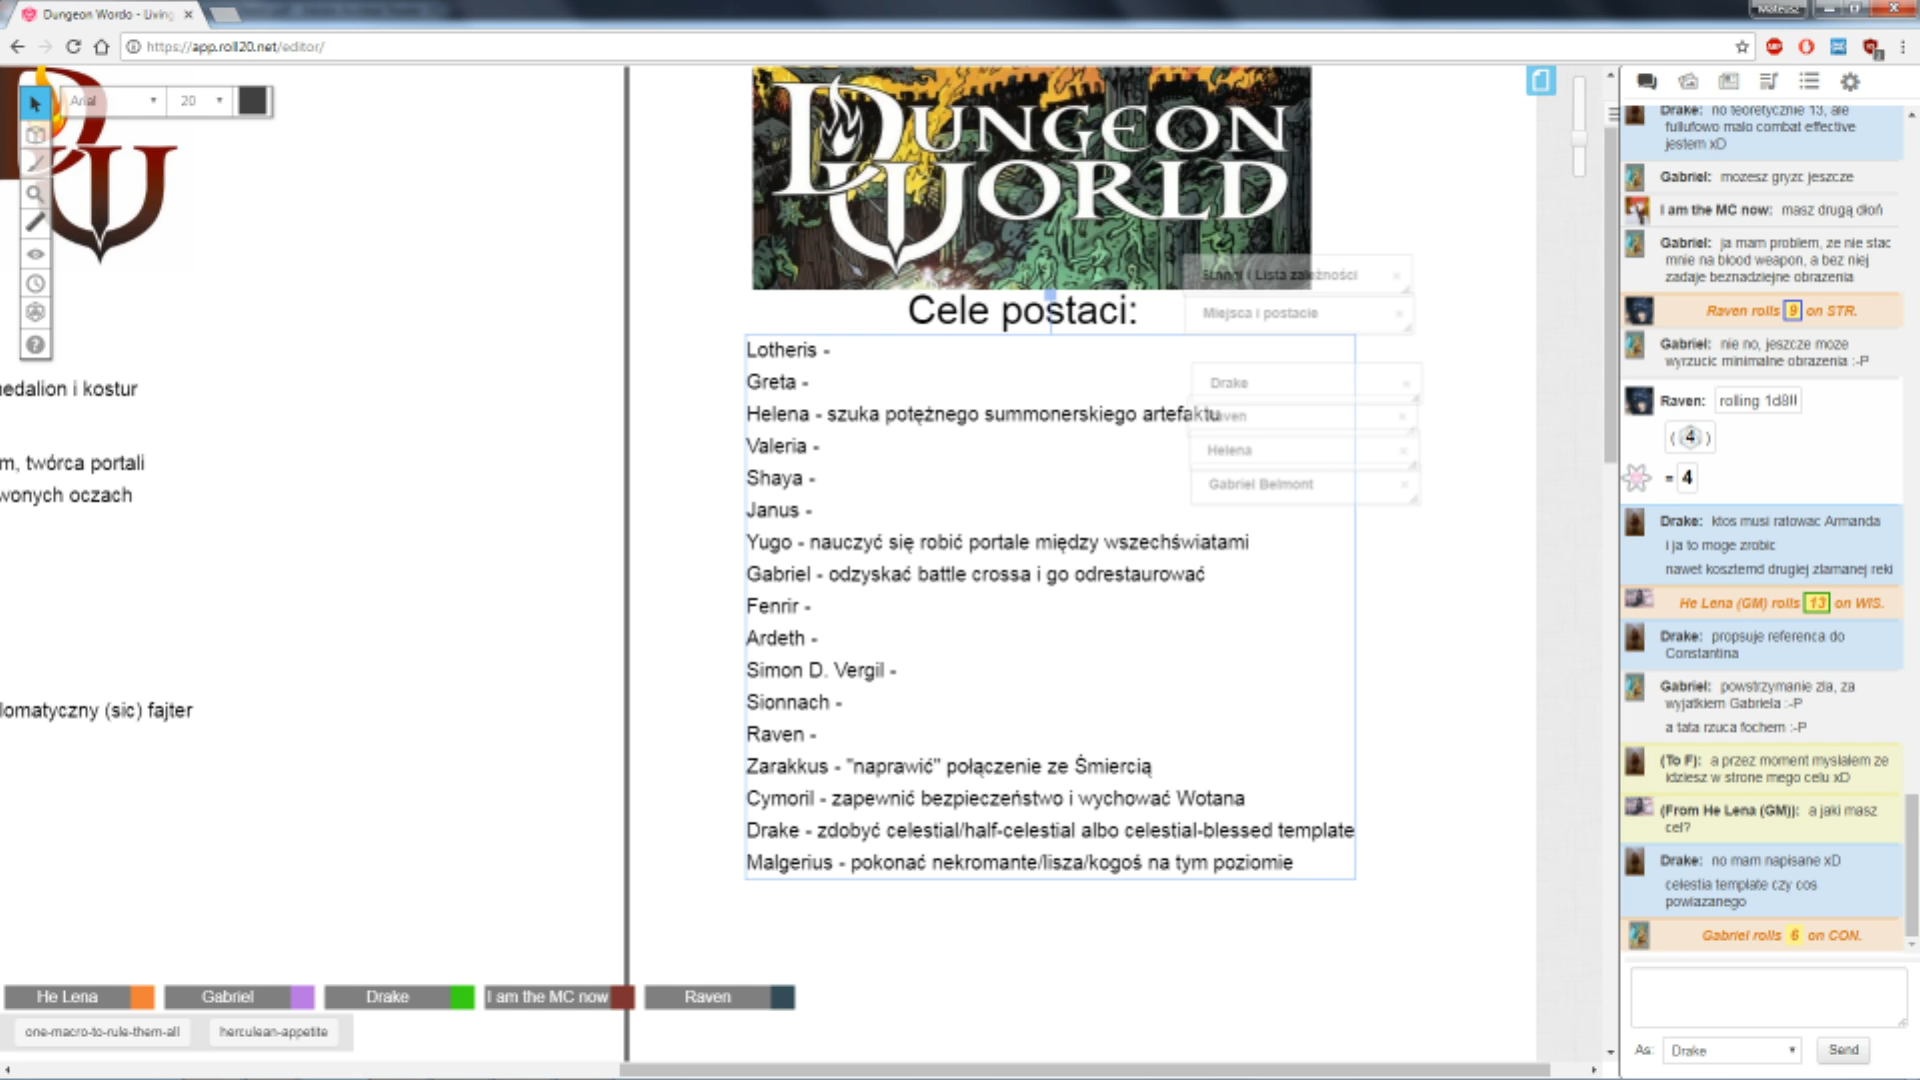 Dungeon Wordo - Living
Mateusz
https://app.roll20.net/editor/
Arial
20
DUNGEON
WORLD
Cele postaci:
Lotheris -
Greta -
Helena - szuka potężnego summonerskiego artefaktu
Valeria -
Shaya -
Janus -
Yugo - nauczyć się robić portale między wszechświatami
Gabriel - odzyskać battle crossa i go odrestaurować
Fenrir -
Ardeth -
Simon D. Vergil -
Sionnach -
Raven -
Zarakkus - "naprawić" połączenie ze Śmiercią
Cymoril - zapewnić bezpieczeństwo i wychować Wotana
Drake - zdobyć celestial/half-celestial albo celestial-blessed template
Malgerius - pokonać nekromante/lisza/kogoś na tym poziomie
i Lista zależności
Miejsca i postacie
Drake
Raven
Helena
Gabriel Belmont
nedalion i kostur
m, twórca portali
wonych oczach
lomatyczny (sic) fajter
He Lena
Gabriel
Drake
I am the MC now
Raven
one-macro-to-rule-them-all
herculean-appetite
Drake: no teoretycznie 13, ale
fullufowo malo combat effective
jestem xD
Gabriel: mozesz gryzc jeszcze
I am the MC now: masz drugą dłoń
Gabriel: ja mam problem, ze nie stac
mnie na blood weapon, a bez niej
zadaje beznadziejne obrazenia
Raven rolls 9 on STR.
Gabriel: nie no, jeszcze moze
wyrzucic minimalne obrazenia :-P
Raven: rolling 1d8!!
(4)
= 4
Drake: ktos musi ratowac Armanda
i ja to moge zrobic
nawet kosztemd drugiej zlamanej reki
He Lena (GM) rolls 13 on WIS.
Drake: propsuje referenca do
Constantina
Gabriel: powstrzymanie zla, za
wyjatkiem Gabriela :-P
a tata rzuca fochem :-P
(To F): a przez moment myslalem ze
idziesz w strone mego celu xD
(From He Lena (GM)): a jaki masz
cel?
Drake: no mam napisane xD
celestia template czy cos
powiazanego
Gabriel rolls 6 on CON.
As: Drake
Send